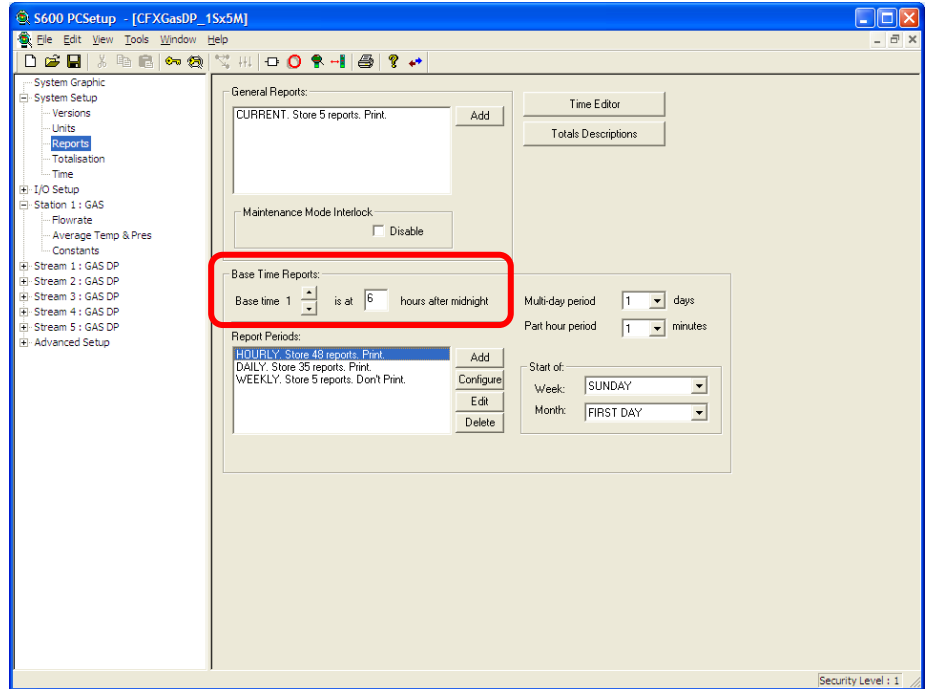 S600 PCSetup - [CFXGasDP_1Sx5M]
File Edit View Tools Window Help
System Graphic
System Setup
Versions
Units
Reports
Totalisation
Time
I/O Setup
Station 1 : GAS
Flowrate
Average Temp & Pres
Constants
Stream 1 : GAS DP
Stream 2 : GAS DP
Stream 3 : GAS DP
Stream 4 : GAS DP
Stream 5 : GAS DP
Advanced Setup
General Reports:
CURRENT. Store 5 reports. Print.
Add
Time Editor
Totals Descriptions
Maintenance Mode Interlock
Disable
Base Time Reports:
Base time 1 is at 6 hours after midnight
Multi-day period 1 days
Part hour period 1 minutes
Report Periods:
HOURLY. Store 48 reports. Print.
DAILY. Store 35 reports. Print.
WEEKLY. Store 5 reports. Don't Print.
Add
Configure
Edit
Delete
Start of:
Week: SUNDAY
Month: FIRST DAY
Security Level : 1